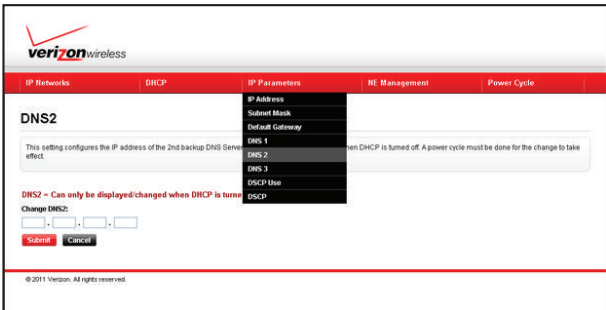 verizonwireless
IP Networks DHCP IP Parameters NE Management Power Cycle
IP Address
Subnet Mask
Default Gateway
DNS 1
DNS 2
DNS 3
DSCP Use
DSCP
DNS2
This setting configures the IP address of the 2nd backup DNS Serve hen DHCP is turned off. A power cycle must be done for the change to take
effect.
DNS2 - Can only be displayed/changed when DHCP is turne
Change DNS2:
. . .
Submit Cancel
© 2011 Verizon. All rights reserved.